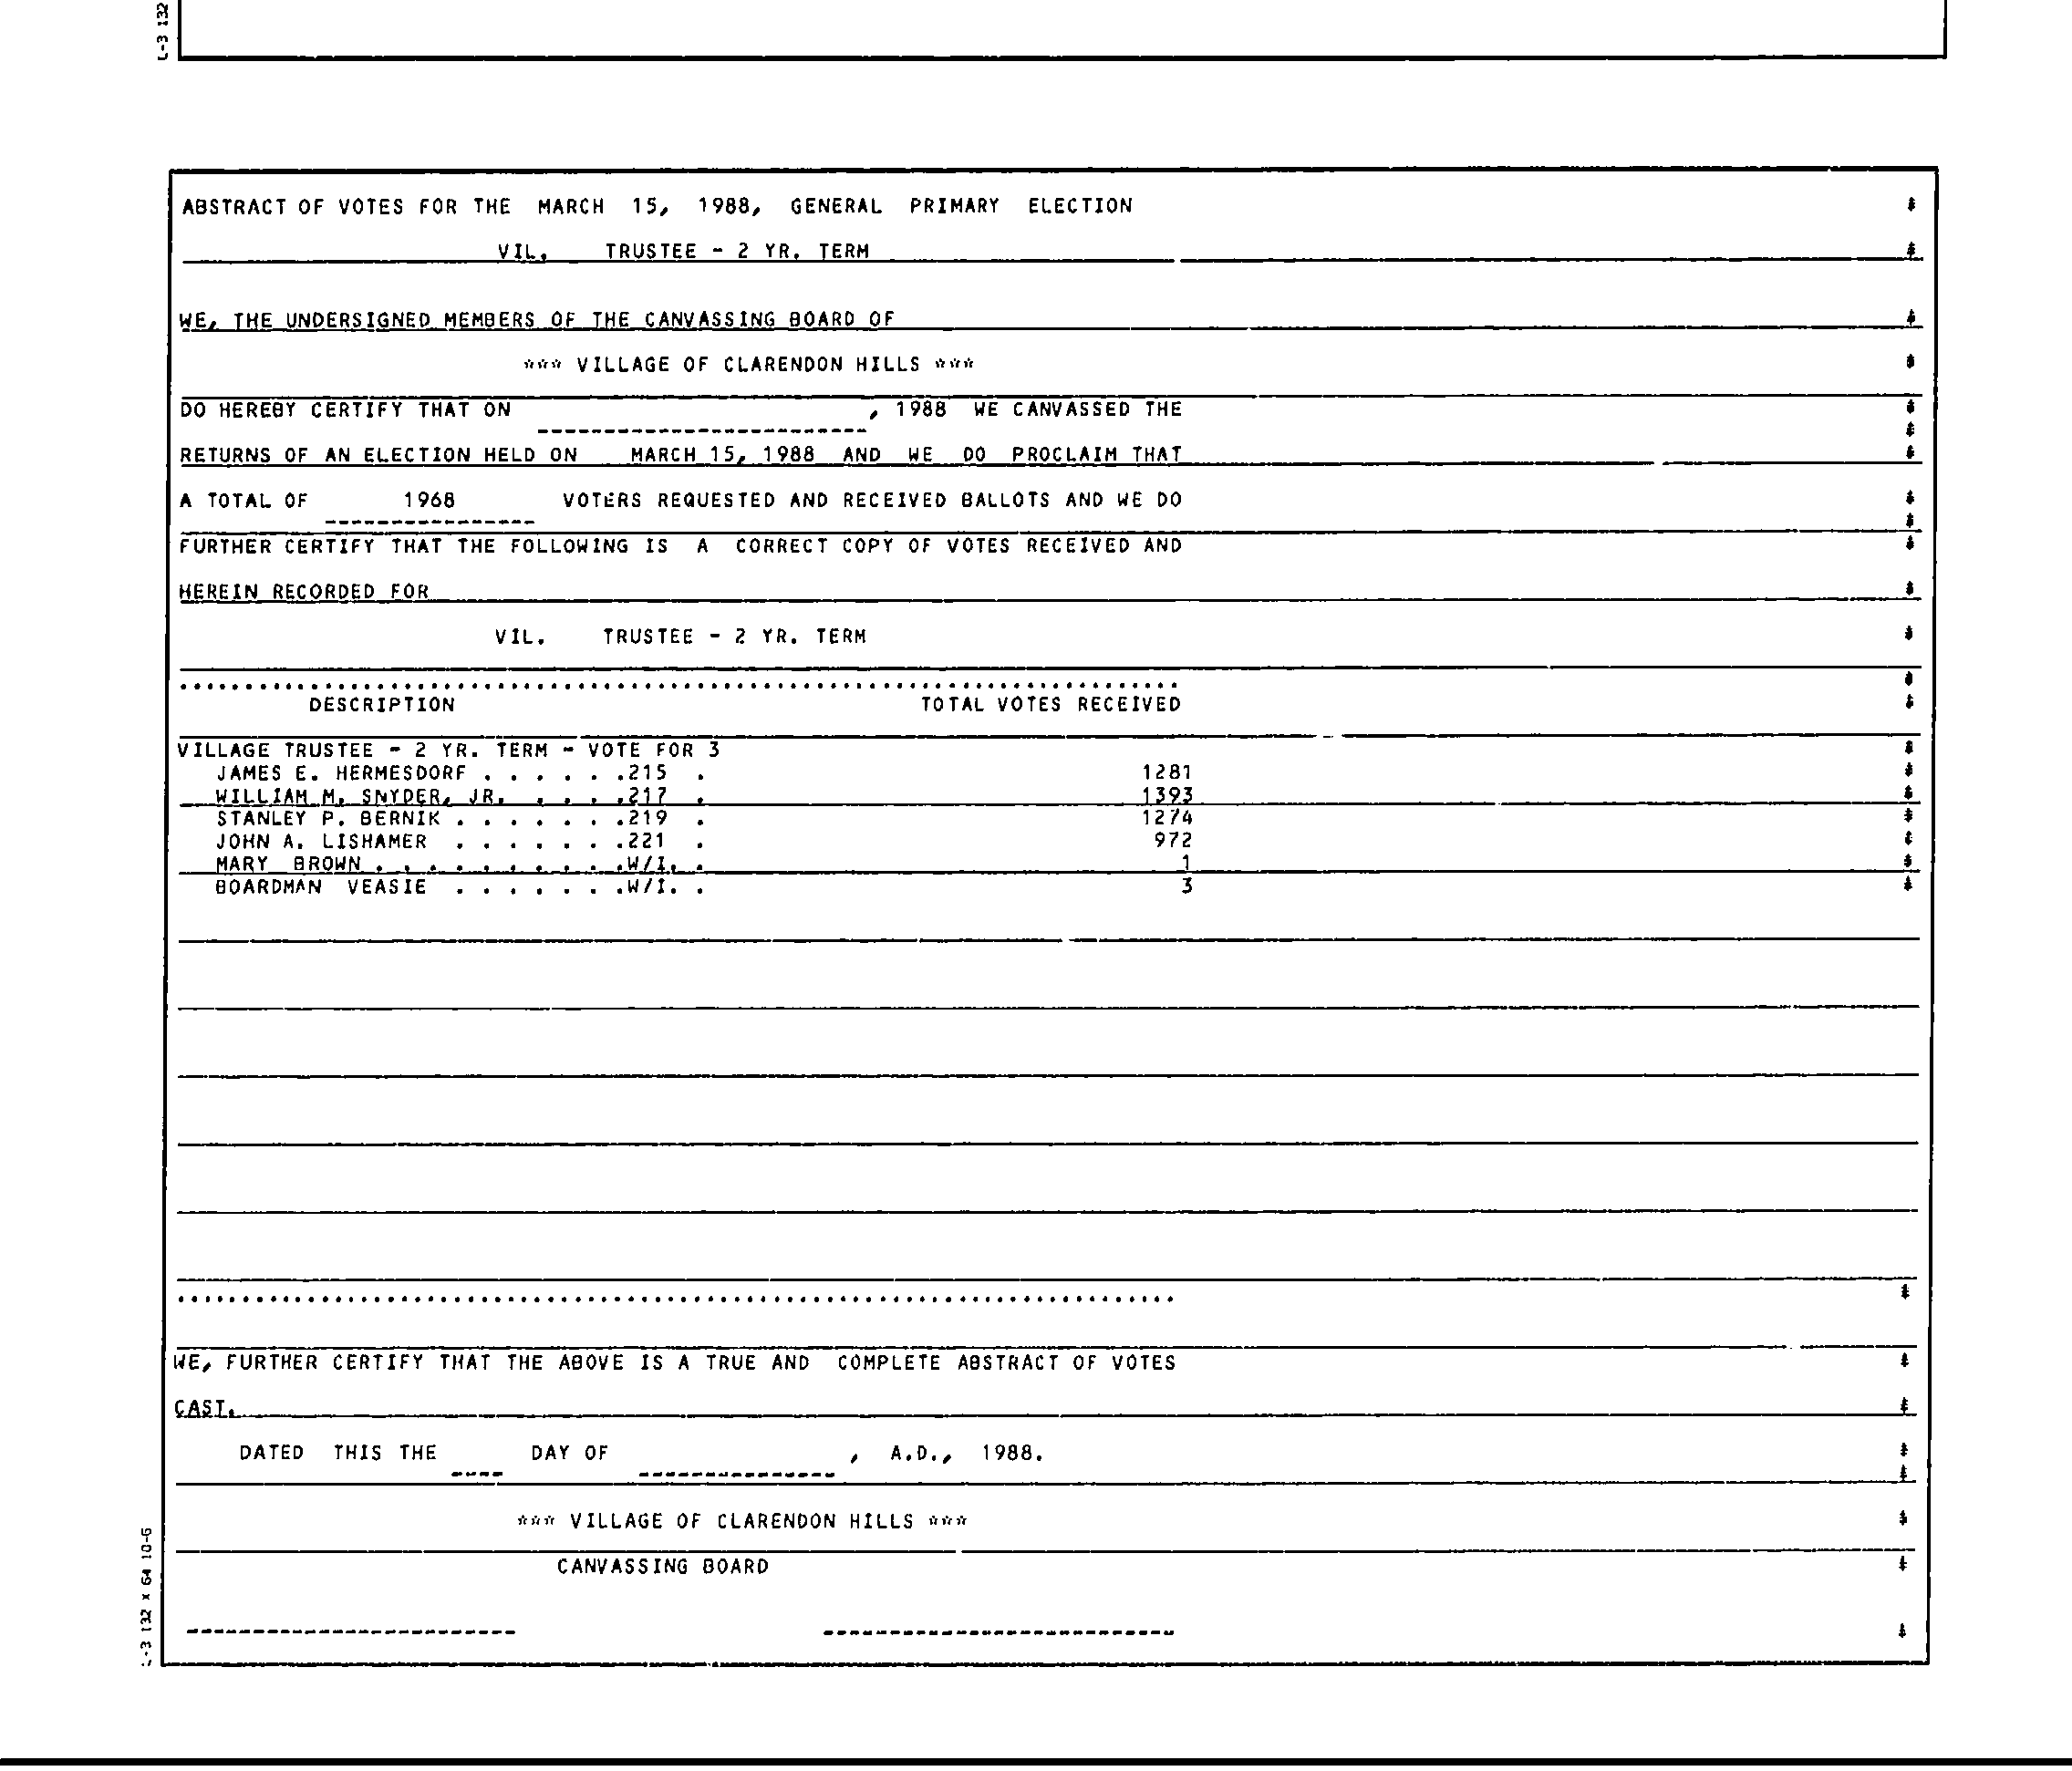 L-3 132
ABSTRACT OF VOTES FOR THE MARCH 15, 1988, GENERAL PRIMARY ELECTION
VIL. TRUSTEE - 2 YR. TERM
WE, THE UNDERSIGNED MEMBERS OF THE CANVASSING BOARD OF
*** VILLAGE OF CLARENDON HILLS ***
DO HEREBY CERTIFY THAT ON , 1988 WE CANVASSED THE
RETURNS OF AN ELECTION HELD ON MARCH 15, 1988 AND WE DO PROCLAIM THAT
A TOTAL OF 1968 VOTERS REQUESTED AND RECEIVED BALLOTS AND WE DO
FURTHER CERTIFY THAT THE FOLLOWING IS A CORRECT COPY OF VOTES RECEIVED AND
HEREIN RECORDED FOR
VIL. TRUSTEE - 2 YR. TERM
DESCRIPTION TOTAL VOTES RECEIVED
VILLAGE TRUSTEE - 2 YR. TERM - VOTE FOR 3
JAMES E. HERMESDORF . . . . . .215 . 1281
WILLIAM M. SNYDER, JR. . . . .217 . 1393
STANLEY P. BERNIK . . . . . . .219 . 1274
JOHN A. LISHAMER . . . . . . .221 . 972
MARY BROWN . . . . . . . . . .W/I. . 1
BOARDMAN VEASIE . . . . . . .W/I. . 3
WE, FURTHER CERTIFY THAT THE ABOVE IS A TRUE AND COMPLETE ABSTRACT OF VOTES
CAST.
DATED THIS THE ---- DAY OF ---------------, A.D., 1988.
*** VILLAGE OF CLARENDON HILLS ***
CANVASSING BOARD
L-3 132 x 64 10-6